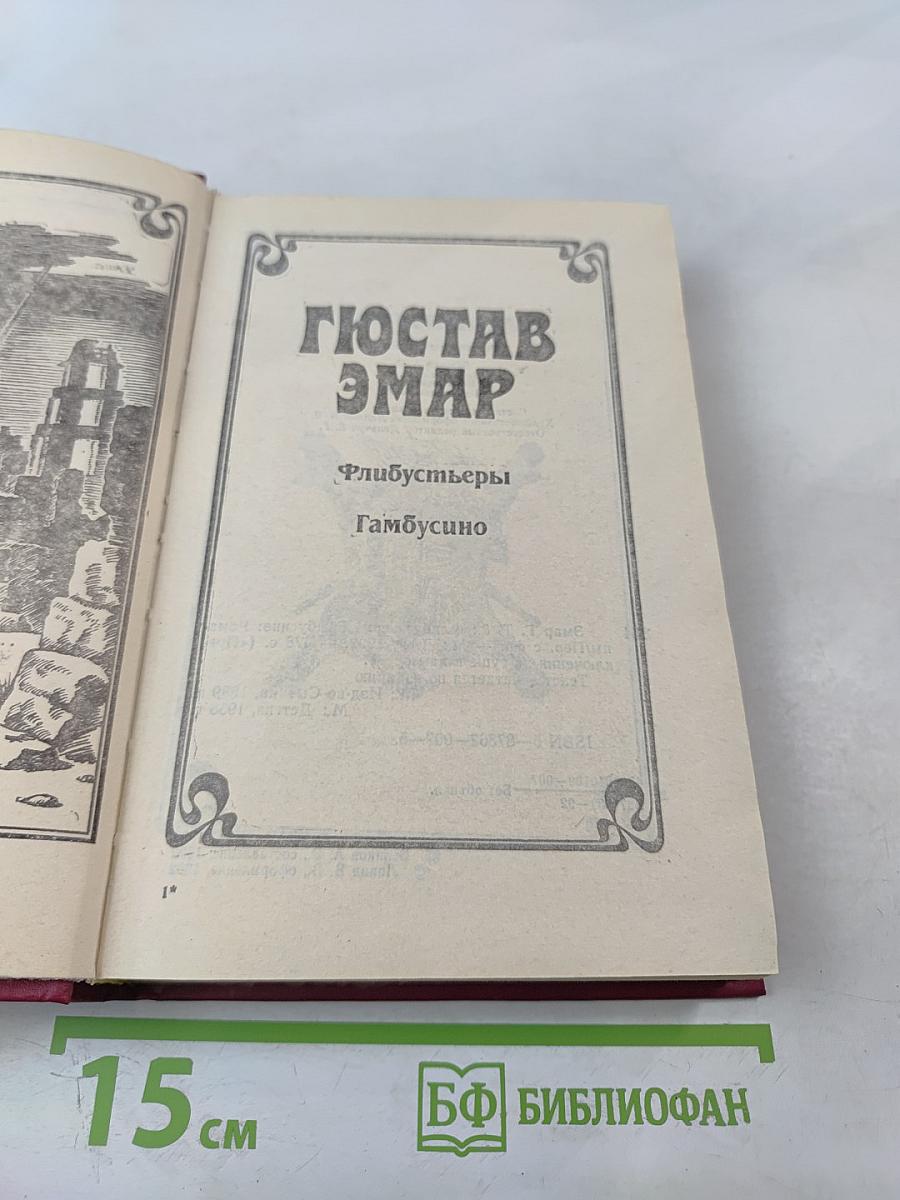 ГЮСТАВ
ЭМАР
Флибустьеры
Гамбусино
1*
15 см
БФ БИБЛИОФАН